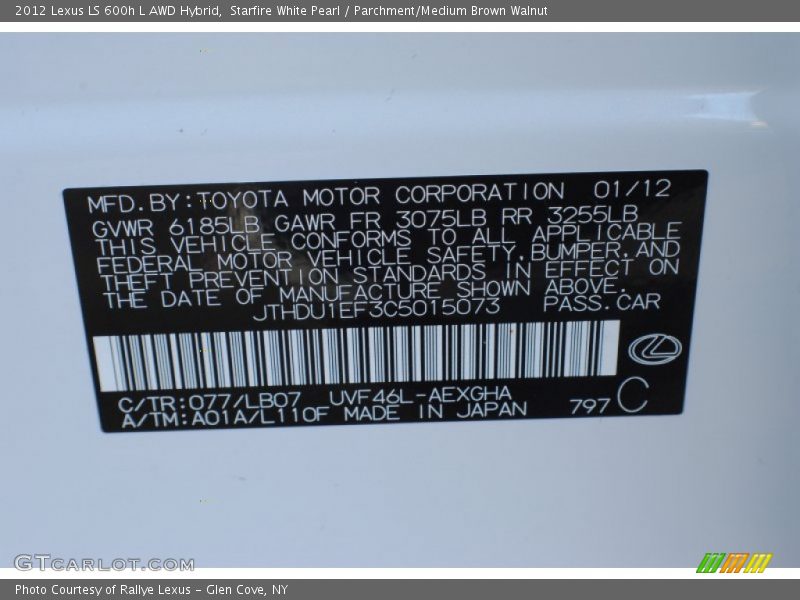 2012 Lexus LS 600h L AWD Hybrid, Starfire White Pearl / Parchment/Medium Brown Walnut
MFD.BY:TOYOTA MOTOR CORPORATION 01/12
GVWR 6185LB GAWR FR 3075LB RR 3255LB
THIS VEHICLE CONFORMS TO ALL APPLICABLE
FEDERAL MOTOR VEHICLE SAFETY,BUMPER,AND
THEFT PREVENTION STANDARDS IN EFFECT ON
THE DATE OF MANUFACTURE SHOWN ABOVE.
JTHDU1EF3C5015073 PASS.CAR
C/TR:077/LB07 UVF46L-AEXGHA
A/TM:A01A/L110F MADE IN JAPAN 797 C
GTCARLOT.COM
Photo Courtesy of Rallye Lexus - Glen Cove, NY